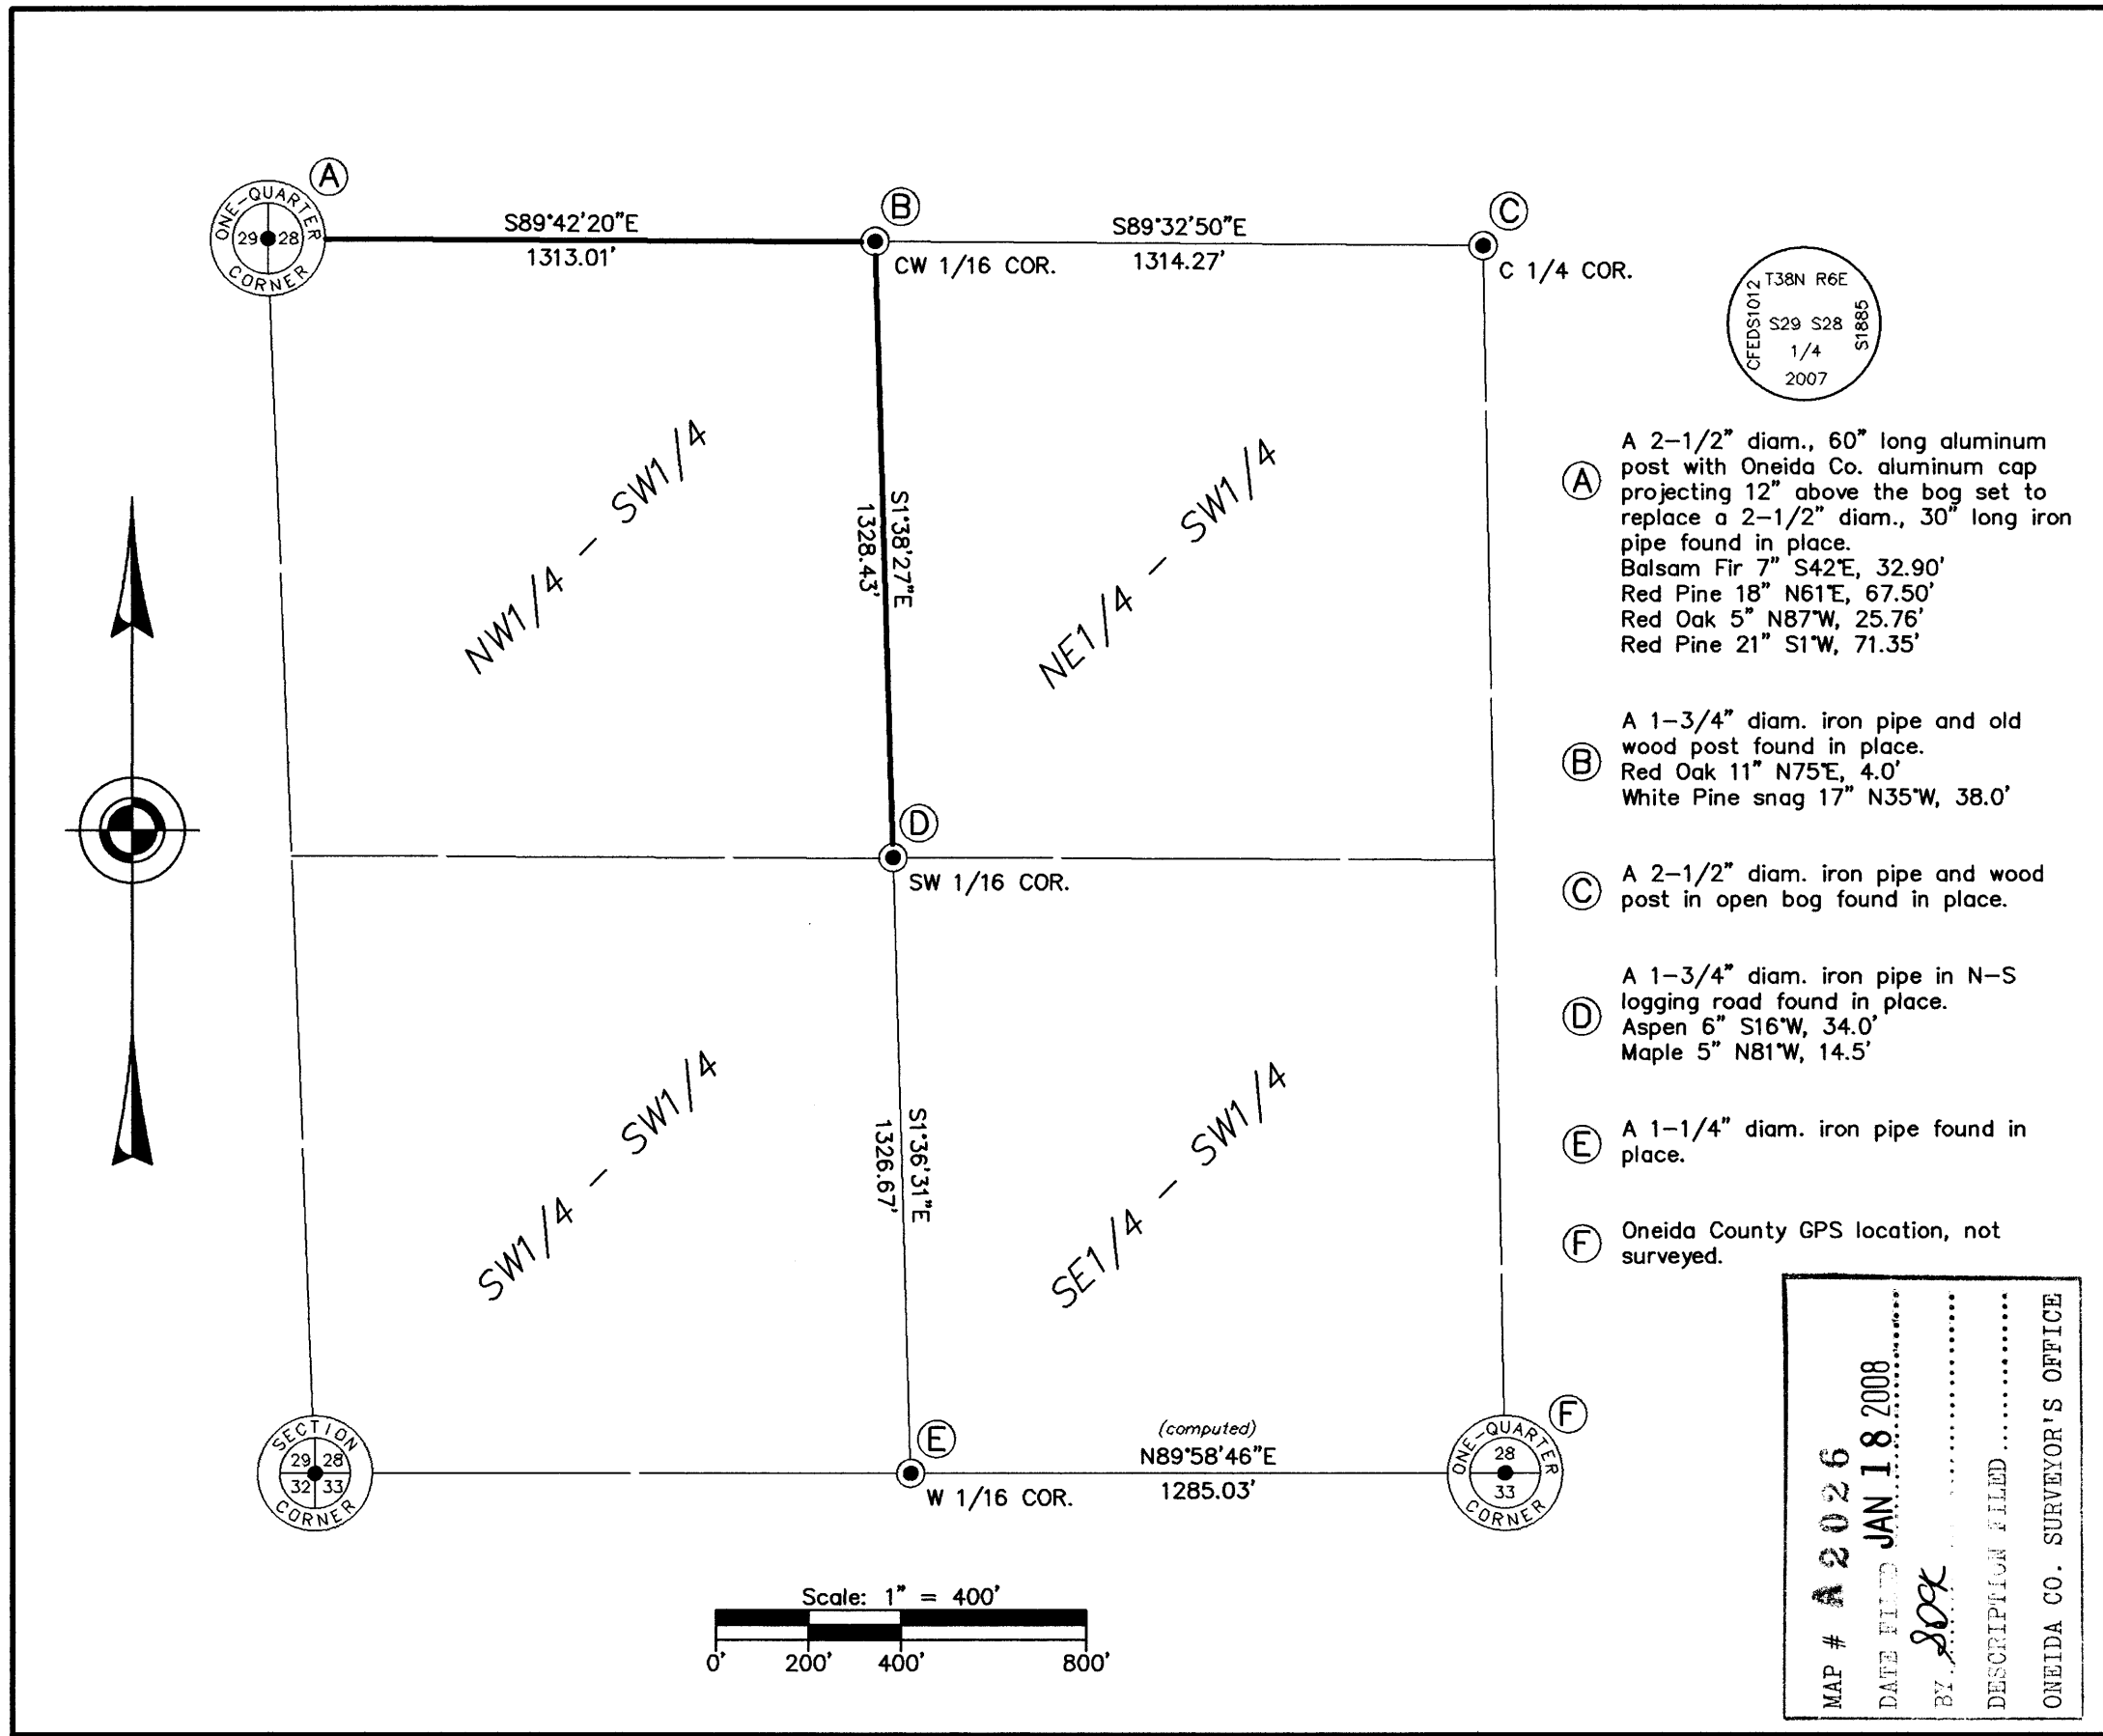 A
ONE-QUARTER
29 28
CORNER
S89°42'20"E
1313.01'
B
CW 1/16 COR.
S89°32'50"E
1314.27'
C
C 1/4 COR.
T38N R6E
CFEDS1012
S29 S28
S1885
1/4
2007
NW1/4 - SW1/4
S1°38'27"E
1328.43'
NE1/4 - SW1/4
D
SW 1/16 COR.
SW1/4 - SW1/4
S1°36'31"E
1326.67'
SE1/4 - SW1/4
SECTION
29 28
32 33
CORNER
E
W 1/16 COR.
(computed)
N89°58'46"E
1285.03'
F
ONE-QUARTER
28
33
CORNER
Scale: 1" = 400'
0' 200' 400' 800'
A
A 2-1/2" diam., 60" long aluminum
post with Oneida Co. aluminum cap
projecting 12" above the bog set to
replace a 2-1/2" diam., 30" long iron
pipe found in place.
Balsam Fir 7" S42°E, 32.90'
Red Pine 18" N61°E, 67.50'
Red Oak 5" N87°W, 25.76'
Red Pine 21" S1°W, 71.35'
B
A 1-3/4" diam. iron pipe and old
wood post found in place.
Red Oak 11" N75°E, 4.0'
White Pine snag 17" N35°W, 38.0'
C
A 2-1/2" diam. iron pipe and wood
post in open bog found in place.
D
A 1-3/4" diam. iron pipe in N-S
logging road found in place.
Aspen 6" S16°W, 34.0'
Maple 5" N81°W, 14.5'
E
A 1-1/4" diam. iron pipe found in
place.
F
Oneida County GPS location, not
surveyed.
MAP # A2026
DATE FILED JAN 18 2008
BY
DESCRIPTION FILED
ONEIDA CO. SURVEYOR'S OFFICE